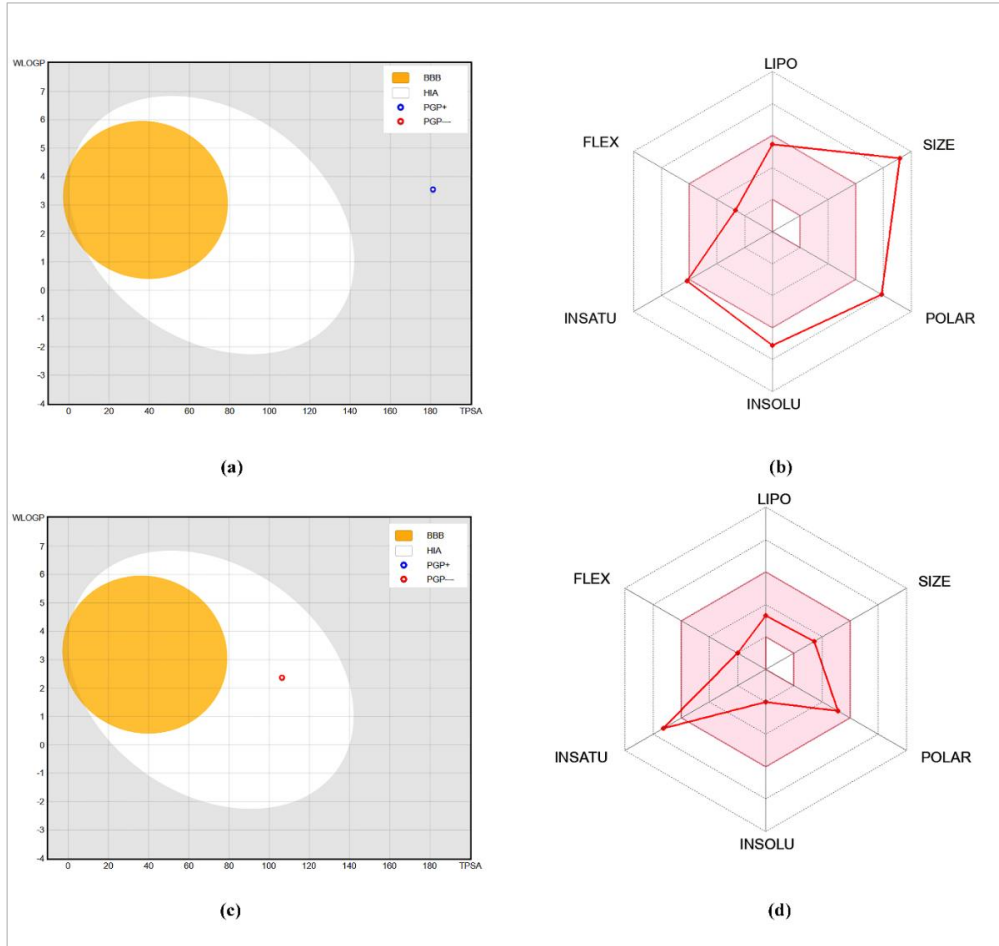 WLOGP
7
6
5
4
3
2
1
0
-1
-2
-3
-4
0 20 40 60 80 100 120 140 160 180 TPSA
BBB
HIA
PGP+
PGP—
(a)
LIPO
FLEX SIZE
INSATU POLAR
INSOLU
(b)
WLOGP
7
6
5
4
3
2
1
0
-1
-2
-3
-4
0 20 40 60 80 100 120 140 160 180 TPSA
BBB
HIA
PGP+
PGP—
(c)
LIPO
FLEX SIZE
INSATU POLAR
INSOLU
(d)